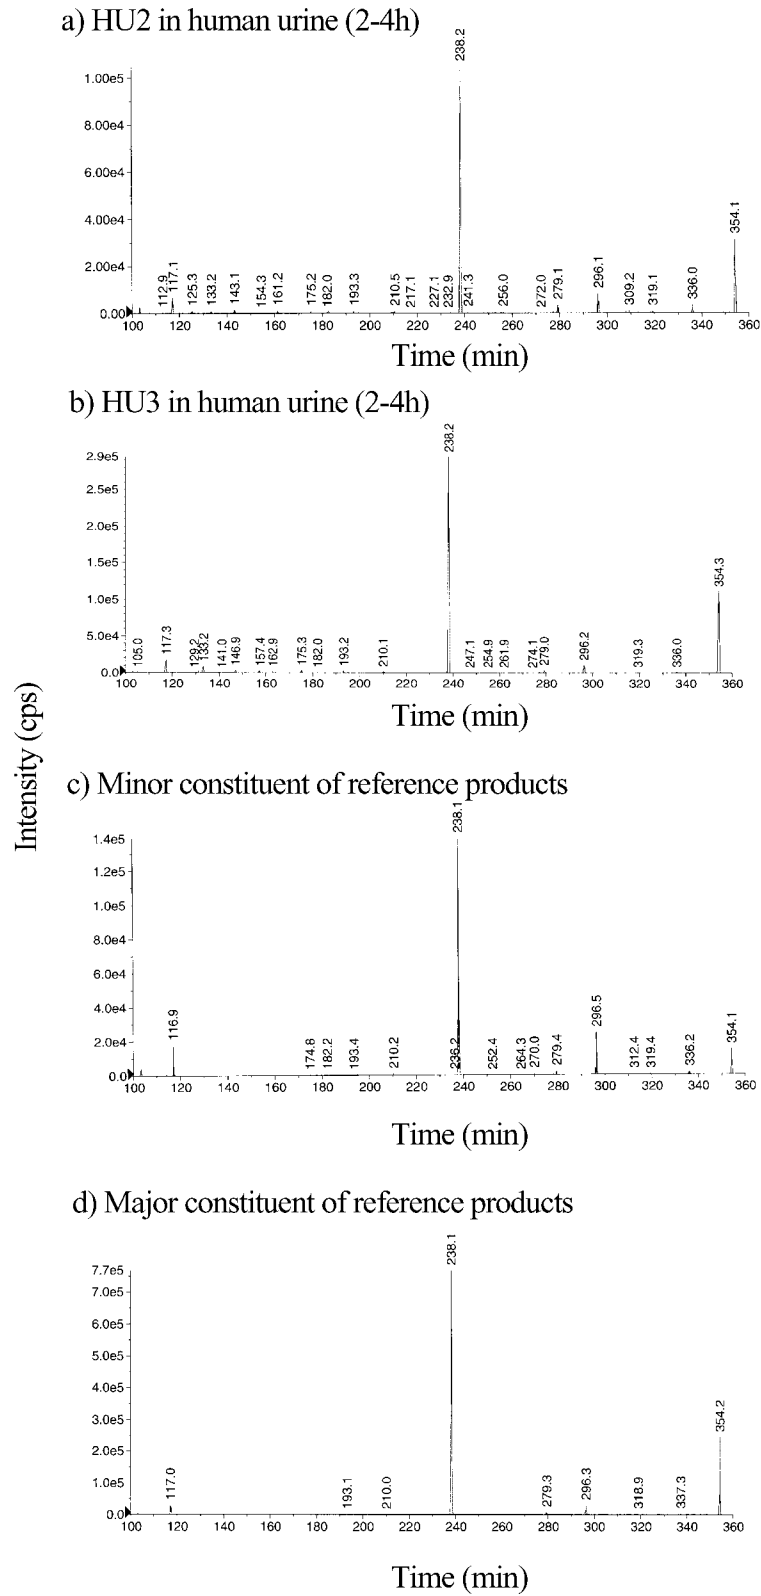 a) HU2 in human urine (2-4h)
238.2
1.00e5
8.00e4
6.00e4
4.00e4
354.1
2.00e4
112.9 117.1 125.3 133.2 143.1 154.3 161.2 175.2 182.0 193.3 210.5 217.1 227.1 232.9 241.3 256.0 272.0 279.1 296.1 309.2 319.1 336.0
0.00
100 120 140 160 180 200 220 240 260 280 300 320 340 360
Time (min)
b) HU3 in human urine (2-4h)
238.2
2.9e5
2.5e5
2.0e5
1.5e5
354.3
1.0e5
5.0e4
105.0 117.3 129.2 133.2 141.0 146.9 157.4 162.9 175.3 182.0 193.2 210.1 247.1 254.9 261.9 274.1 279.0 296.2 319.3 336.0
0.0
100 120 140 160 180 200 220 240 260 280 300 320 340 360
Time (min)
Intensity (cps)
c) Minor constituent of reference products
238.1
1.4e5
1.2e5
1.0e5
8.0e4
6.0e4
4.0e4
116.9 296.5 354.1
2.0e4
174.8 182.2 193.4 210.2 236.2 252.4 264.3 270.0 279.4 312.4 319.4 336.2
0.0
100 120 140 160 180 200 220 240 260 280 300 320 340 360
Time (min)
d) Major constituent of reference products
238.1
7.7e5
7.0e5
6.0e5
5.0e5
4.0e5
3.0e5
354.2
2.0e5
1.0e5
117.0 193.1 210.0 279.3 296.3 318.9 337.3
0.0
100 120 140 160 180 200 220 240 260 280 300 320 340 360
Time (min)